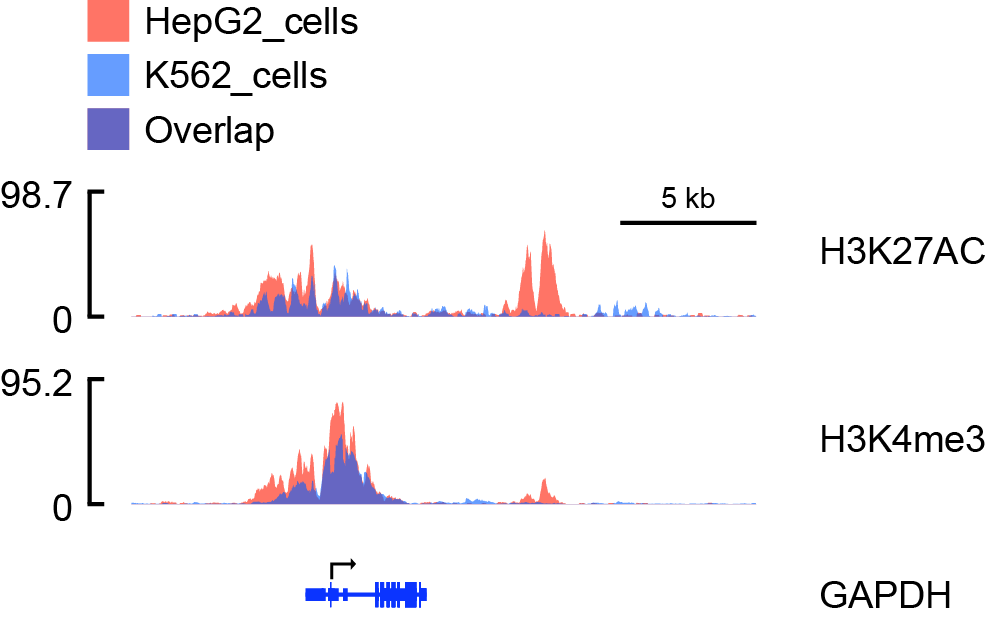 HepG2_cells
K562_cells
Overlap
98.7
5 kb
H3K27AC
0
95.2
H3K4me3
0
GAPDH